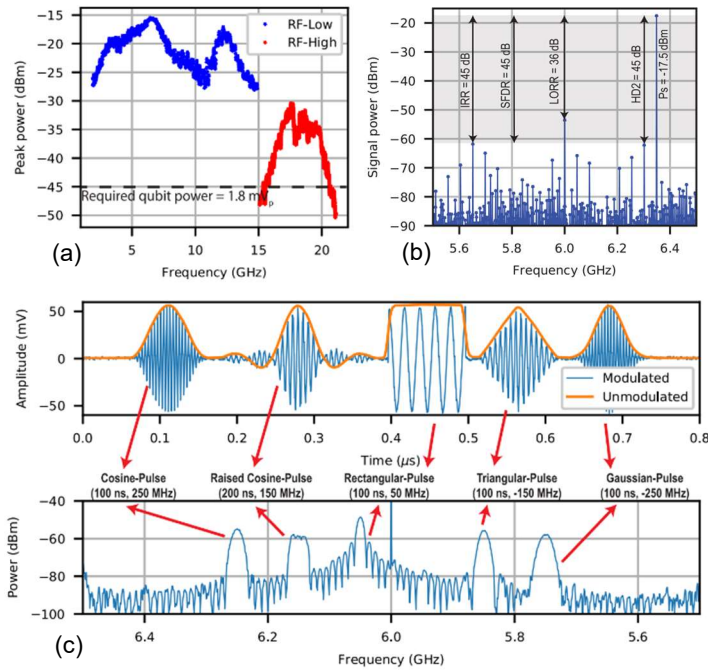 RF-Low
RF-High
−15
−20
−25
−30
−35
−40
−45
−50
Peak power (dBm)
Required qubit power = 1.8 mVp
5
10
15
20
Frequency (GHz)
(a)
−20
−30
−40
−50
−60
−70
−80
−90
Signal power (dBm)
IRR = 45 dB
SFDR = 45 dB
LORR = 36 dB
HD2 = 45 dB
Ps = -17.5 dBm
5.6
5.8
6.0
6.2
6.4
Frequency (GHz)
(b)
50
0
−50
Amplitude (mV)
Modulated
Unmodulated
0.0
0.1
0.2
0.3
0.4
0.5
0.6
0.7
0.8
Time (μs)
Cosine-Pulse
(100 ns, 250 MHz)
Raised Cosine-Pulse
(200 ns, 150 MHz)
Rectangular-Pulse
(100 ns, 50 MHz)
Triangular-Pulse
(100 ns, -150 MHz)
Gaussian-Pulse
(100 ns, -250 MHz)
−40
−60
−80
−100
Power (dBm)
6.4
6.2
6.0
5.8
5.6
Frequency (GHz)
(c)